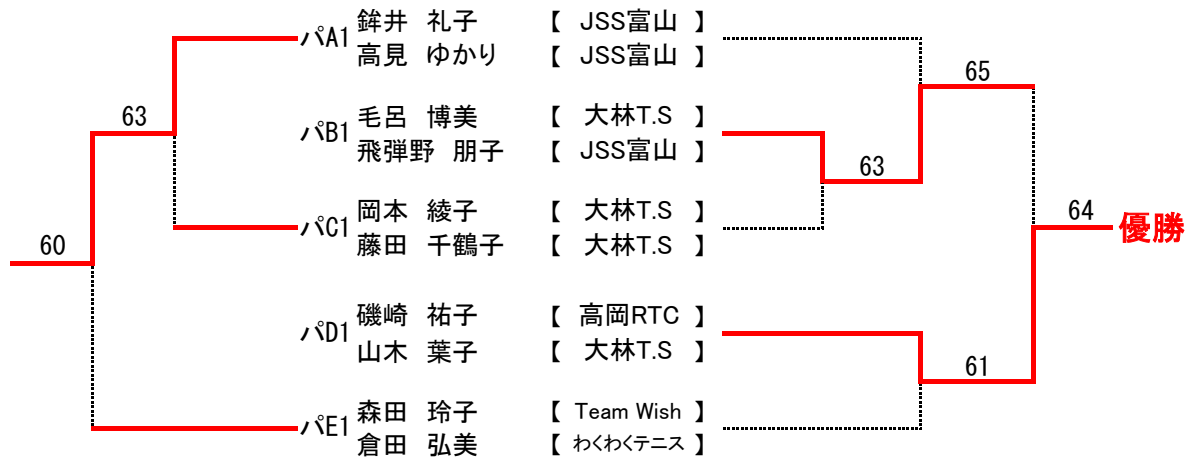 パA1 鉾井 礼子 【 JSS富山 】
高見 ゆかり 【 JSS富山 】
65
63
パB1 毛呂 博美 【 大林T.S 】
飛弾野 朋子 【 JSS富山 】
63
パC1 岡本 綾子 【 大林T.S 】
藤田 千鶴子 【 大林T.S 】
64
優勝
60
パD1 磯崎 祐子 【 高岡RTC 】
山木 葉子 【 大林T.S 】
61
パE1 森田 玲子 【 Team Wish 】
倉田 弘美 【 わくわくテニス 】